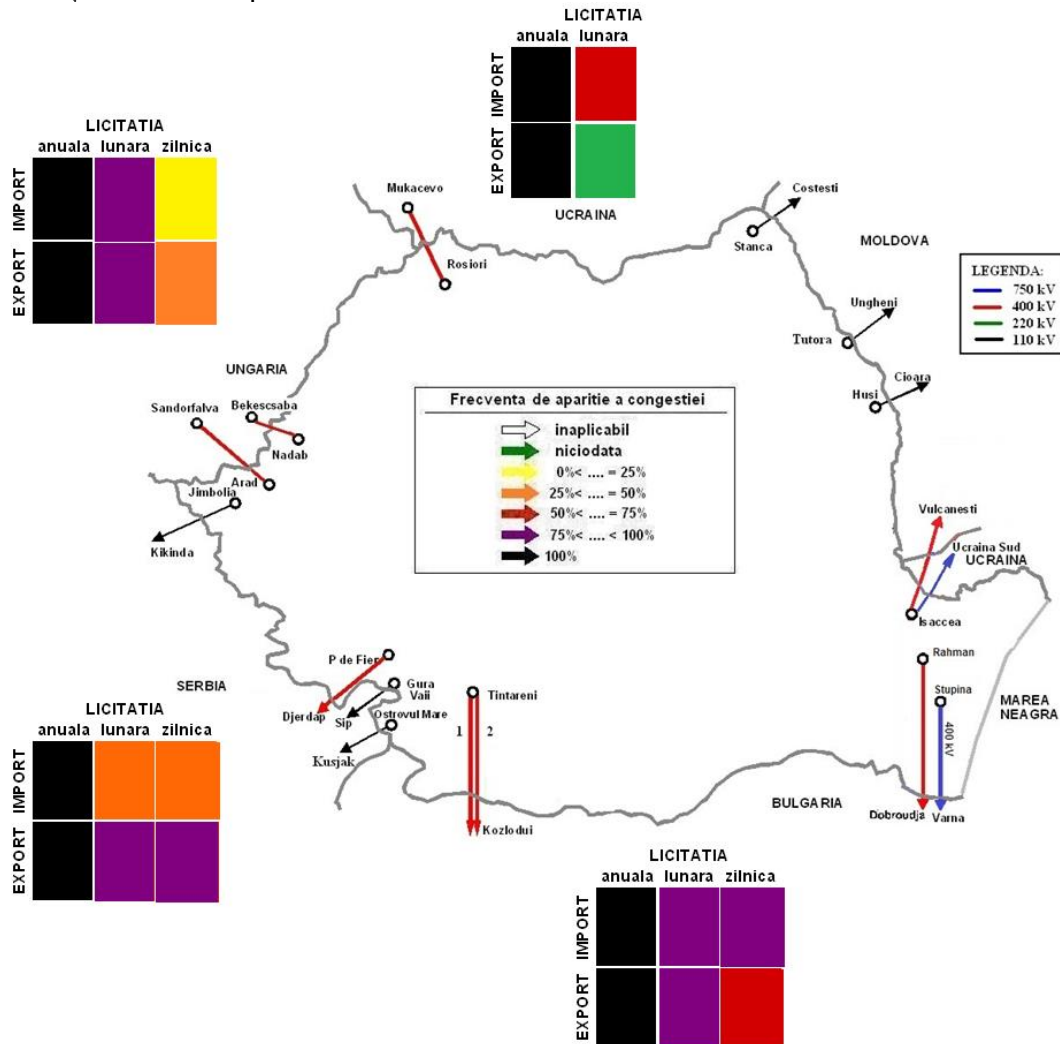 LICITATIA
anuala lunara
IMPORT
EXPORT
UCRAINA
LICITATIA
anuala lunara zilnica
IMPORT
EXPORT
Mukacevo
Rosiori
Costesti
Stanca
MOLDOVA
LEGENDA:
750 kV
400 kV
220 kV
110 kV
Ungheni
Tutora
Cioara
Husi
UNGARIA
Sandorfalva
Bekescsaba
Nadab
Arad
Jimbolia
Kikinda
Frecventa de aparitie a congestiei
inaplicabil
niciodata
0%< .... = 25%
25%< .... = 50%
50%< .... = 75%
75%< .... < 100%
100%
Vulcanesti
Ucraina Sud
UCRAINA
Isaccea
Rahman
Stupina
400 kV
MAREA
NEAGRA
P de Fier
Gura
Vaii
SERBIA
Djerdap
Sip
Ostrovul Mare
Kusjak
Tintareni
1 2
Kozlodui
BULGARIA
Dobroudja
Varna
LICITATIA
anuala lunara zilnica
IMPORT
EXPORT
LICITATIA
anuala lunara zilnica
IMPORT
EXPORT